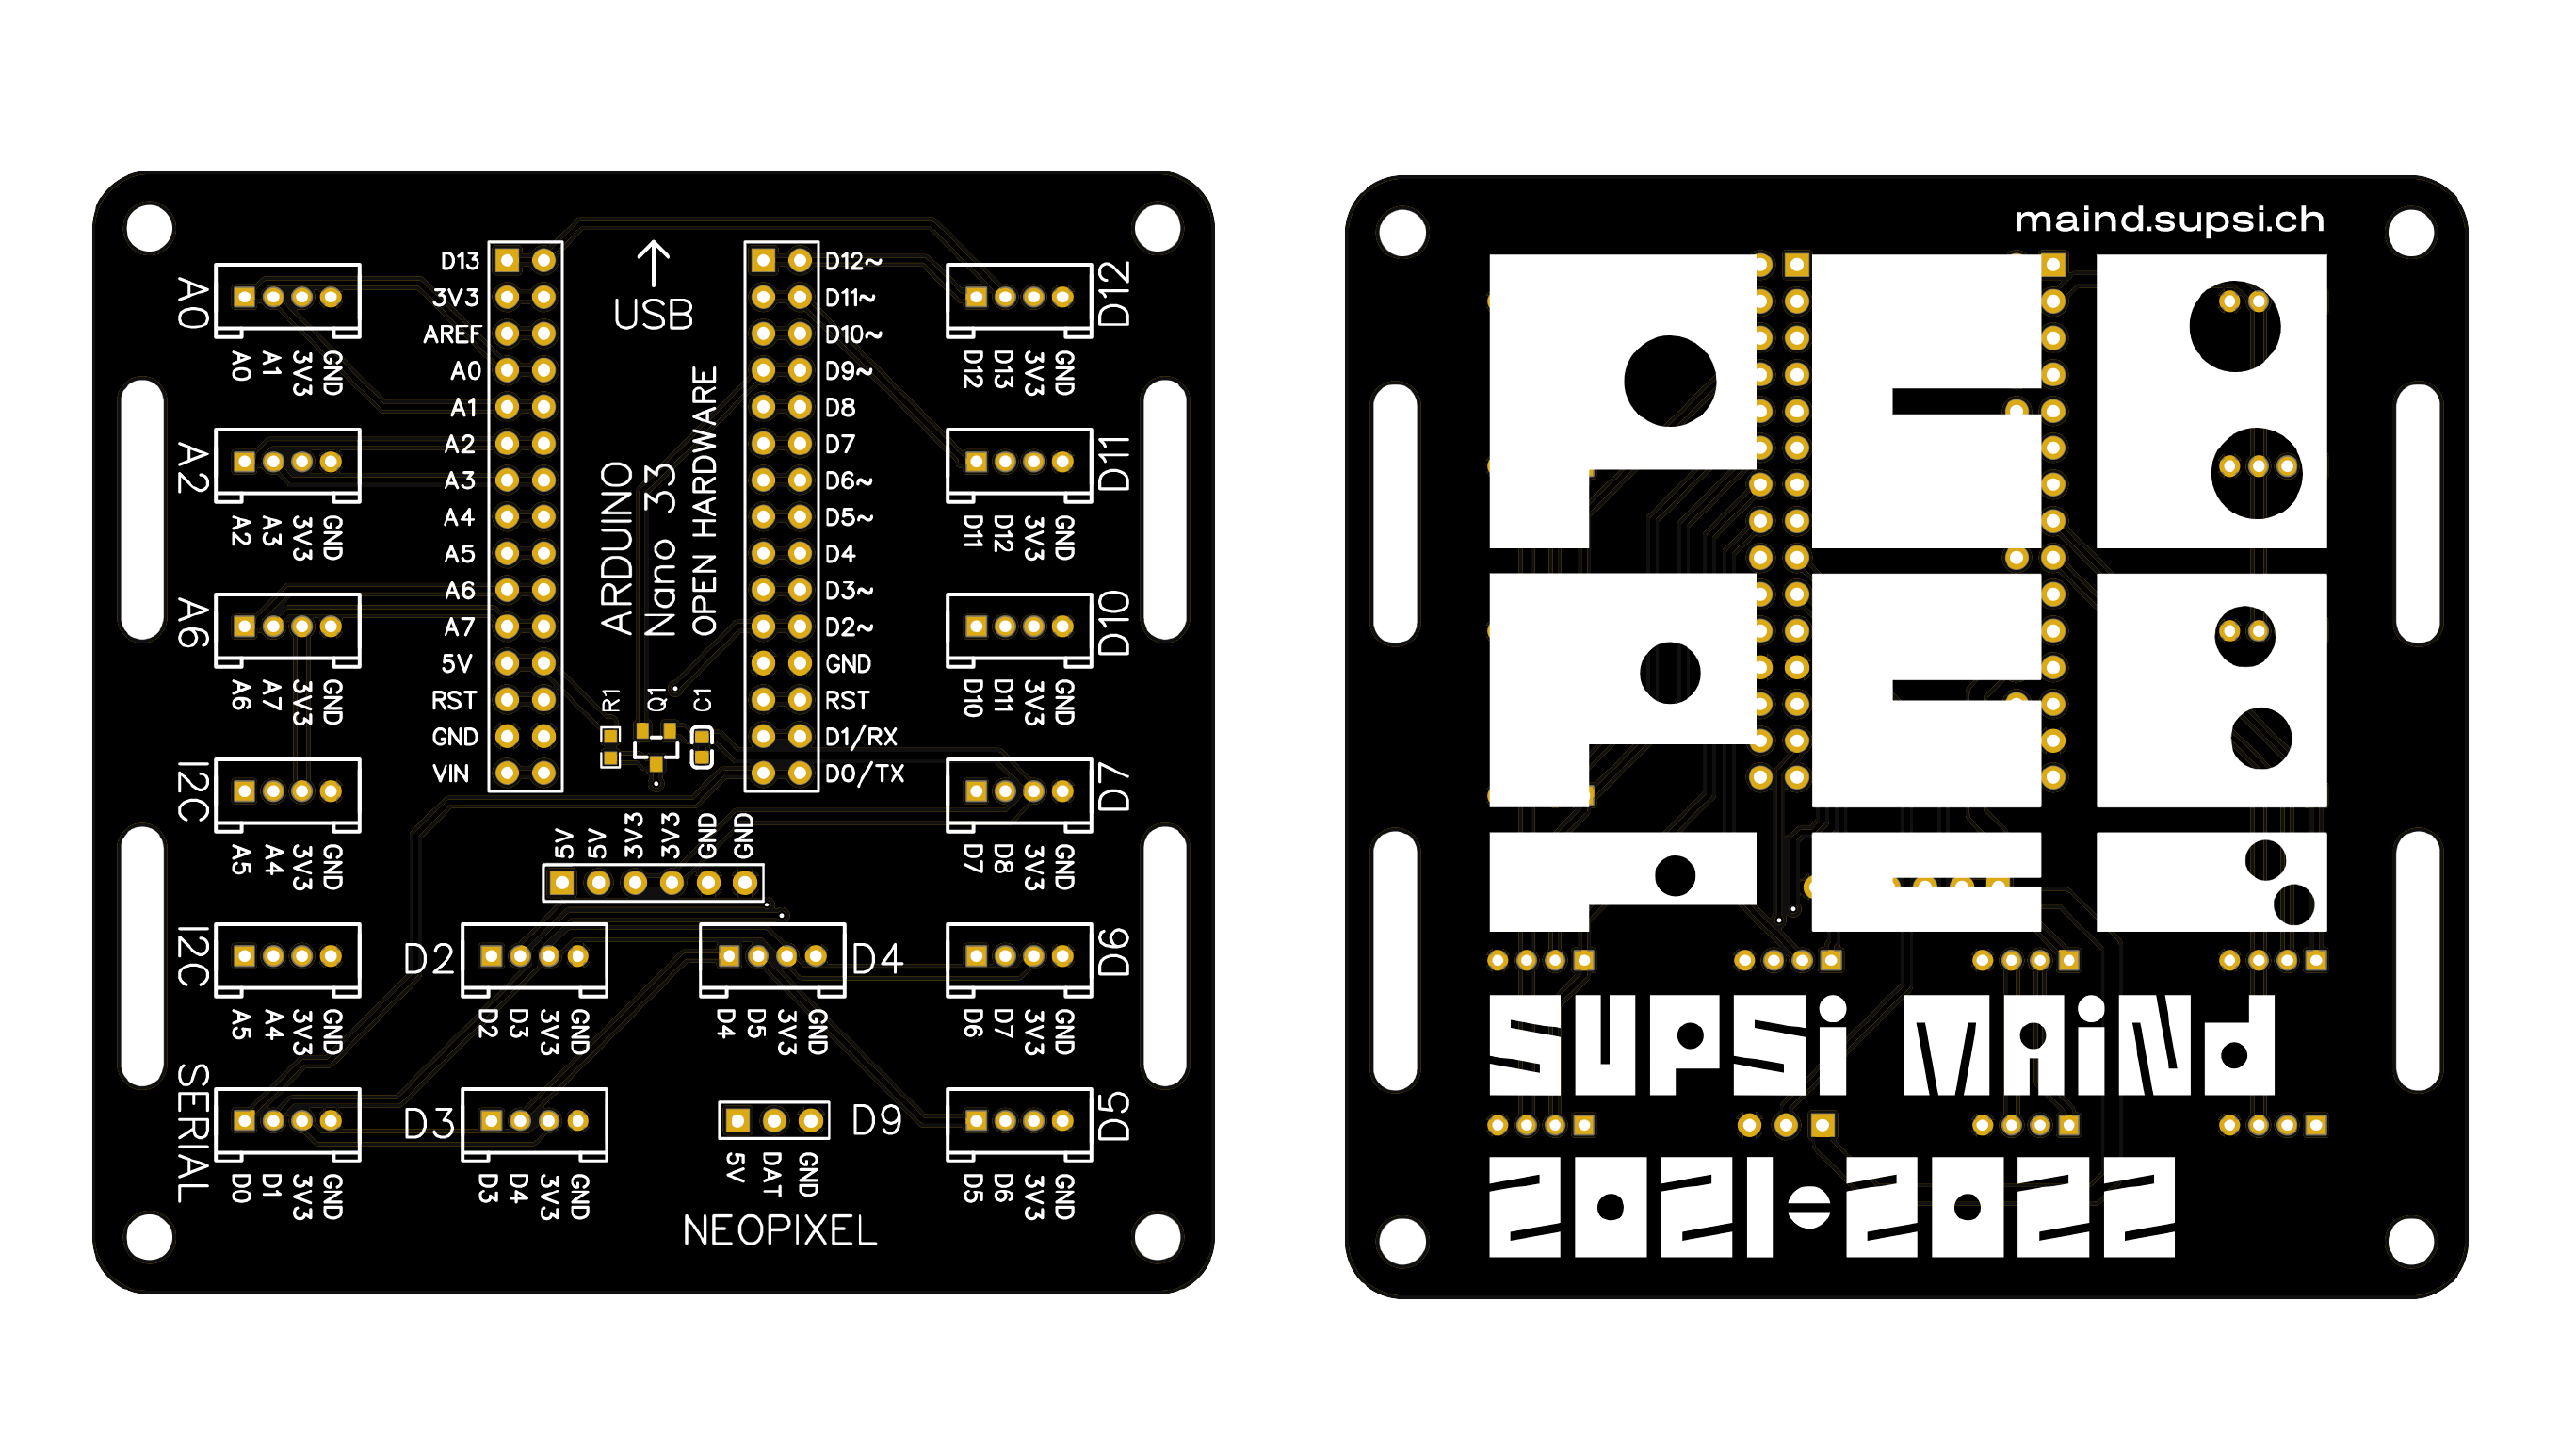 A0
A0 A1 3V3 GND
A2
A2 A3 3V3 GND
A6
A6 A7 3V3 GND
I2C
A5 A4 3V3 GND
I2C
A5 A4 3V3 GND
SERIAL
D0 D1 3V3 GND
D13
3V3
AREF
A0
A1
A2
A3
A4
A5
A6
A7
5V
RST
GND
VIN
USB
ARDUINO
Nano 33
OPEN HARDWARE
R1
Q1
C1
D12~
D11~
D10~
D9~
D8
D7
D6~
D5~
D4
D3~
D2~
GND
RST
D1/RX
D0/TX
5V 5V 3V3 3V3 GND GND
D2
D2 D3 3V3 GND
D3
D3 D4 3V3 GND
D4
D4 D5 3V3 GND
D9
5V DAT GND
NEOPIXEL
D12
D12 D13 3V3 GND
D11
D11 D12 3V3 GND
D10
D10 D11 3V3 GND
D7
D7 D8 3V3 GND
D6
D6 D7 3V3 GND
D5
D5 D6 3V3 GND
maind.supsi.ch
SUPSi MAiNd
2021-2022